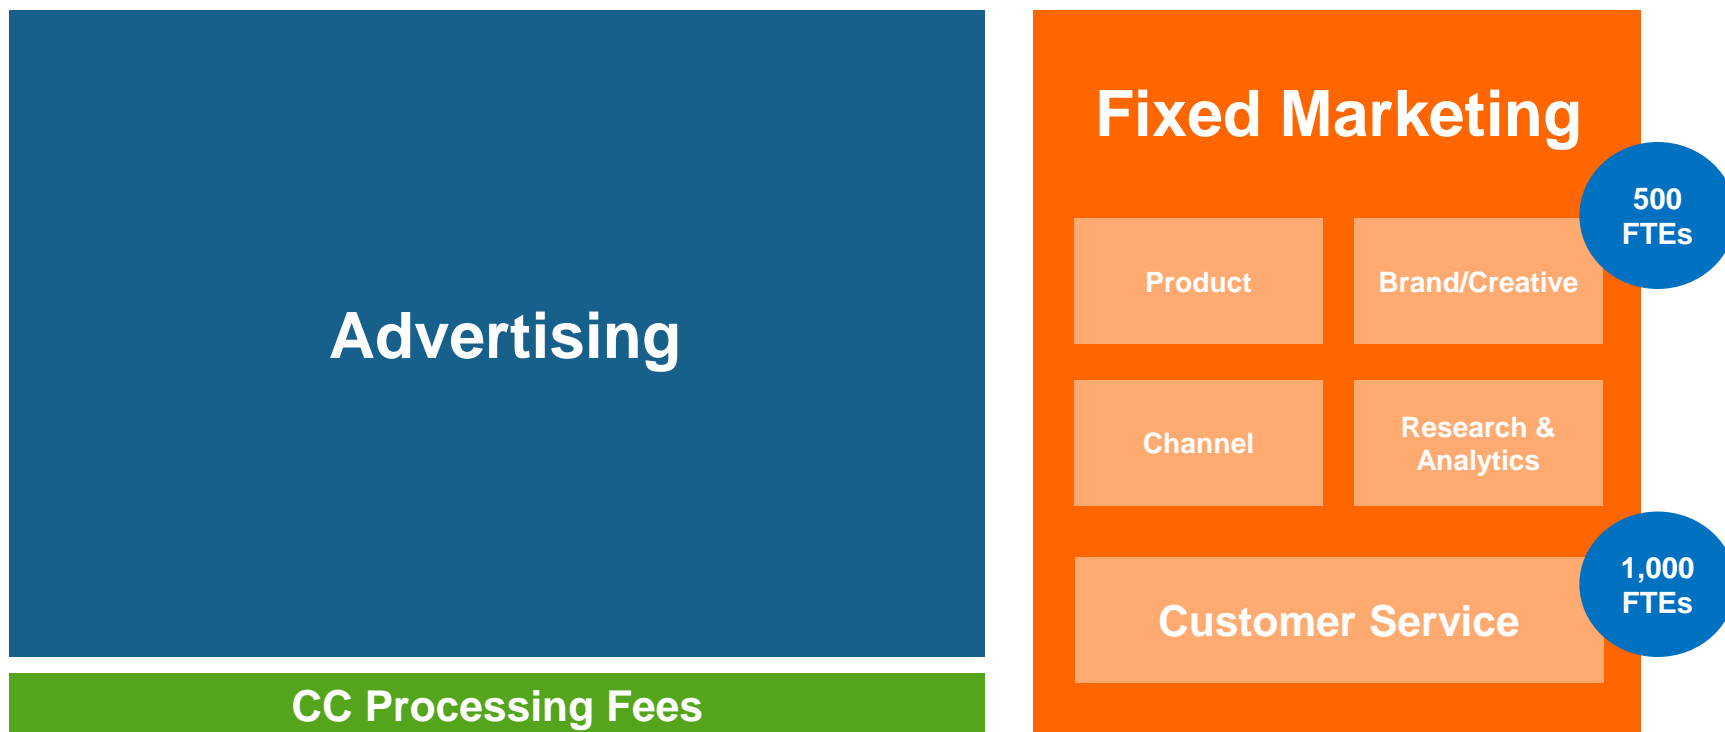 Advertising
CC Processing Fees
Fixed Marketing
500
FTEs
Product
Brand/Creative
Channel
Research &
Analytics
1,000
FTEs
Customer Service